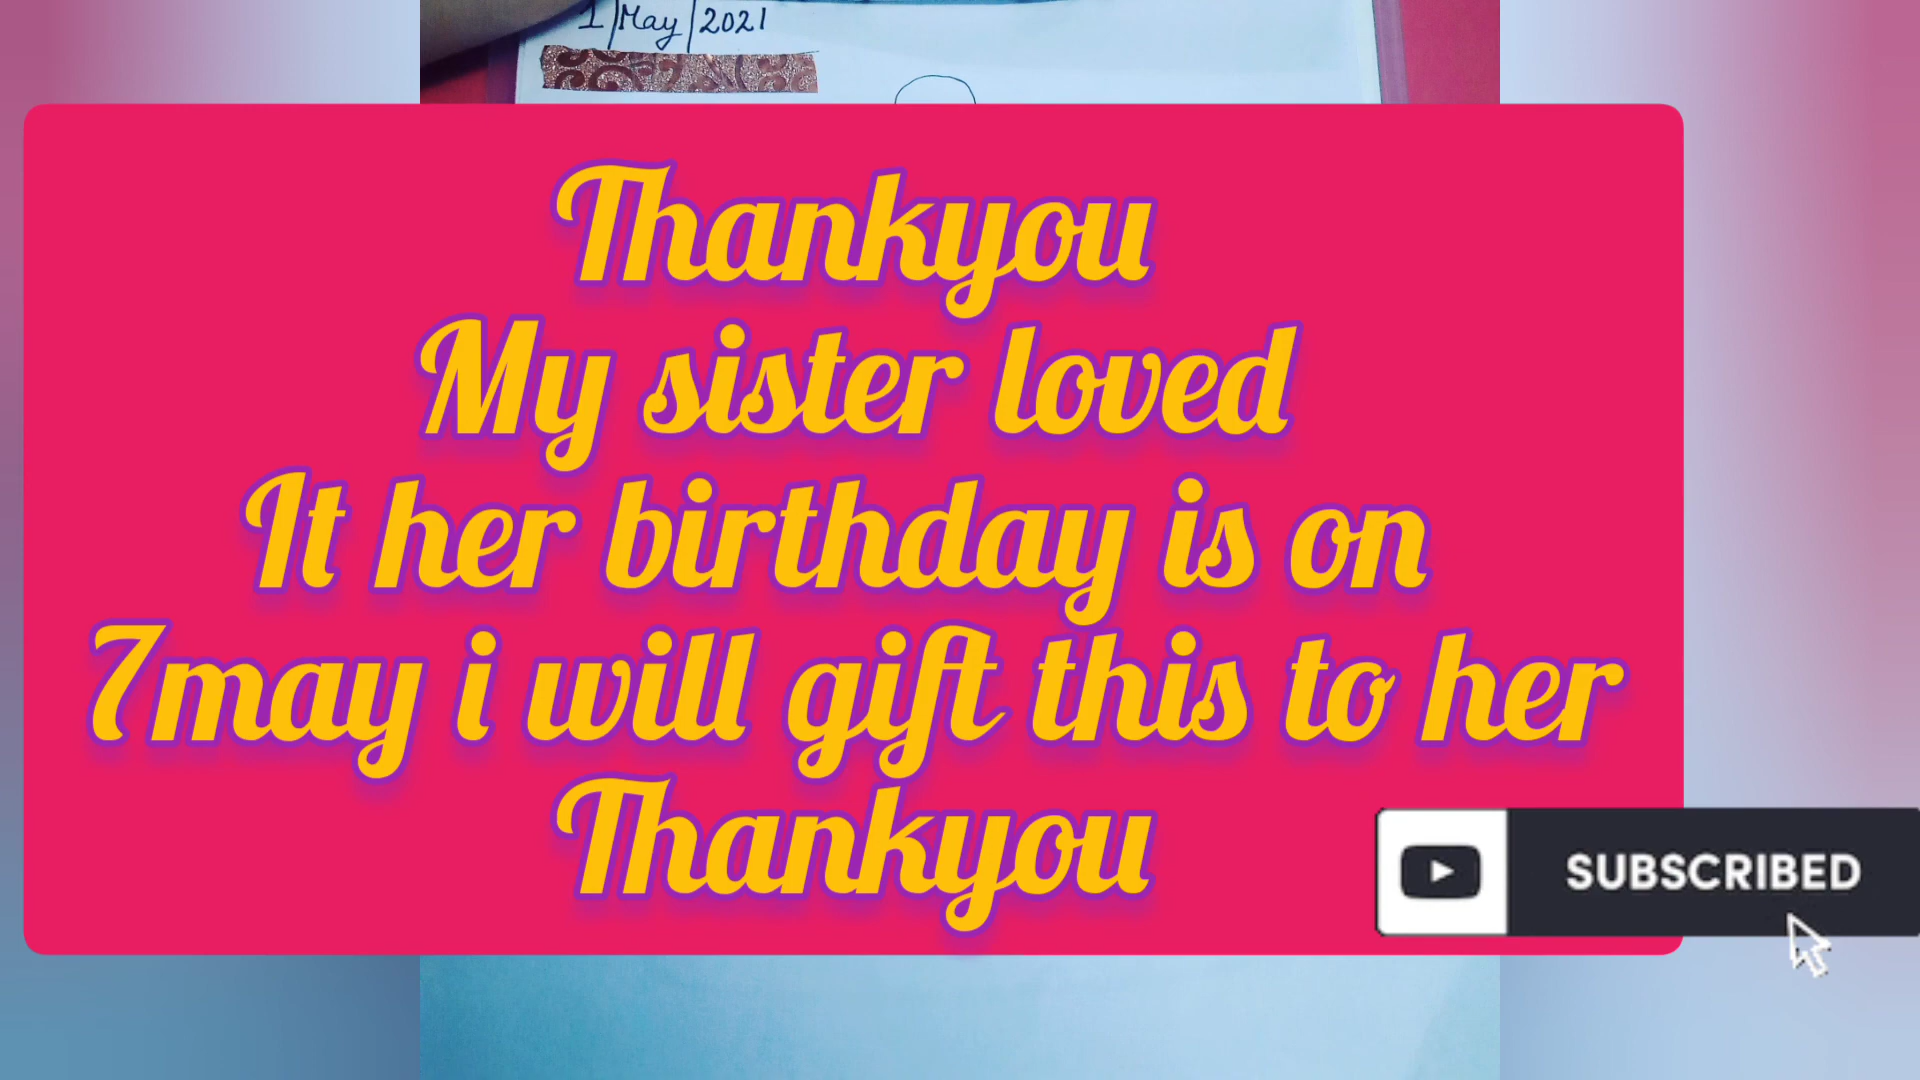 1/May/2021
Thankyou
My sister loved
It her birthday is on
7may i will gift this to her
Thankyou
SUBSCRIBED